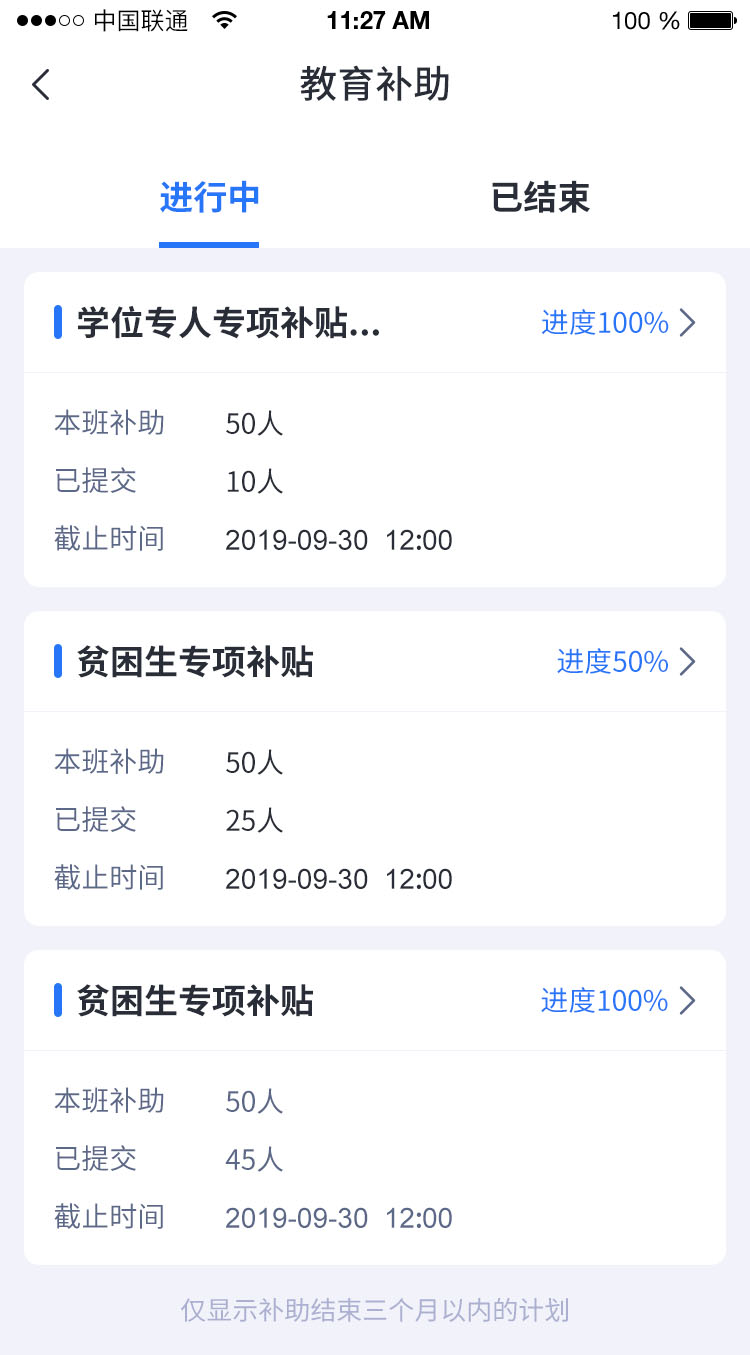 中国联通 11:27 AM 100 %
教育补助
进行中 已结束
学位专人专项补贴... 进度100%
本班补助 50人
已提交 10人
截止时间 2019-09-30 12:00
贫困生专项补贴 进度50%
本班补助 50人
已提交 25人
截止时间 2019-09-30 12:00
贫困生专项补贴 进度100%
本班补助 50人
已提交 45人
截止时间 2019-09-30 12:00
仅显示补助结束三个月以内的计划